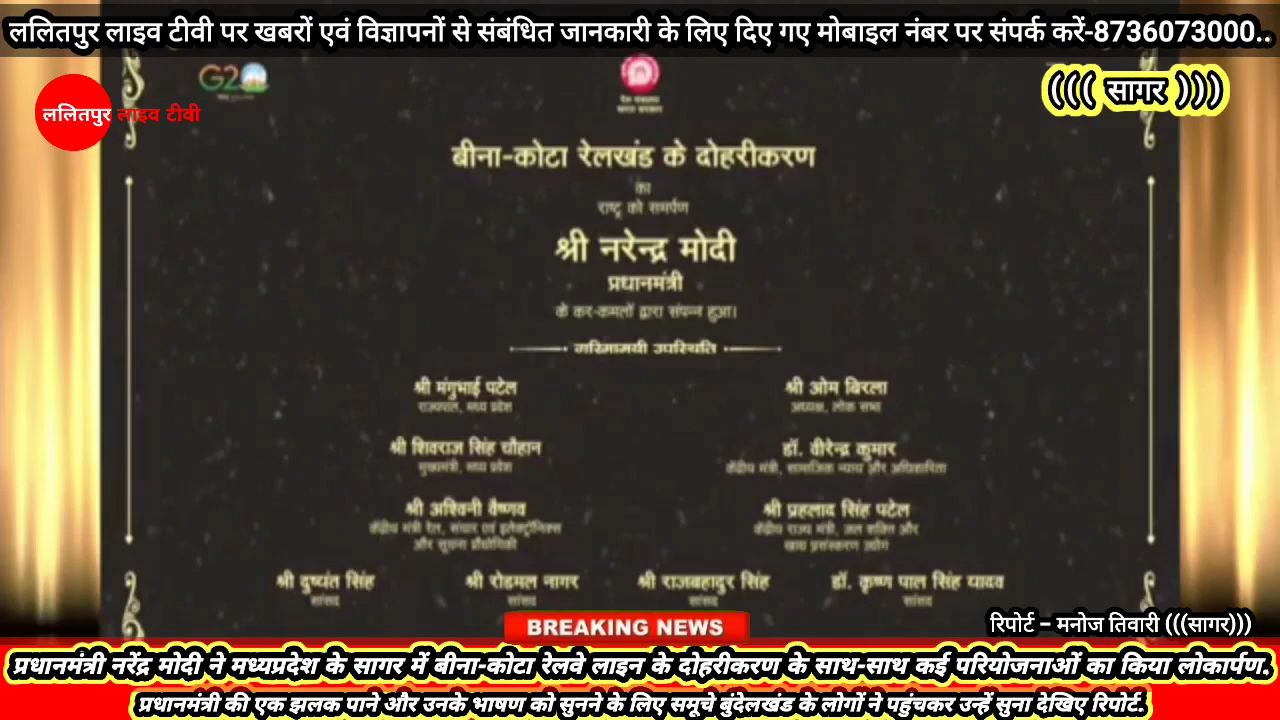 ललितपुर लाइव टीवी पर खबरों एवं विज्ञापनों से संबंधित जानकारी के लिए दिए गए मोबाइल नंबर पर संपर्क करें-8736073000..
G20
ललितपुर लाइव टीवी
((( सागर )))
रेल मंत्रालय
भारत सरकार
बीना-कोटा रेलखंड के दोहरीकरण
का
राष्ट्र को समर्पण
श्री नरेन्द्र मोदी
प्रधानमंत्री
के कर-कमलों द्वारा संपन्न हुआ।
गरिमामयी उपस्थिति
श्री मंगुभाई पटेल
राज्यपाल, मध्य प्रदेश
श्री ओम बिरला
अध्यक्ष, लोक सभा
श्री शिवराज सिंह चौहान
मुख्यमंत्री, मध्य प्रदेश
डॉ. वीरेन्द्र कुमार
केंद्रीय मंत्री, सामाजिक न्याय और अधिकारिता
श्री अश्विनी वैष्णव
केंद्रीय मंत्री रेल, संचार एवं इलेक्ट्रॉनिक्स
और सूचना प्रौद्योगिकी
श्री प्रहलाद सिंह पटेल
केंद्रीय राज्य मंत्री, जल शक्ति और
खाद्य प्रसंस्करण उद्योग
श्री दुष्यंत सिंह
सांसद
श्री रोडमल नागर
सांसद
श्री राजबहादुर सिंह
सांसद
डॉ. कृष्ण पाल सिंह यादव
सांसद
BREAKING NEWS
रिपोर्ट - मनोज तिवारी (((सागर)))
प्रधानमंत्री नरेंद्र मोदी ने मध्यप्रदेश के सागर में बीना-कोटा रेलवे लाइन के दोहरीकरण के साथ-साथ कई परियोजनाओं का किया लोकार्पण.
प्रधानमंत्री की एक झलक पाने और उनके भाषण को सुनने के लिए समूचे बुंदेलखंड के लोगों ने पहुंचकर उन्हें सुना देखिए रिपोर्ट.